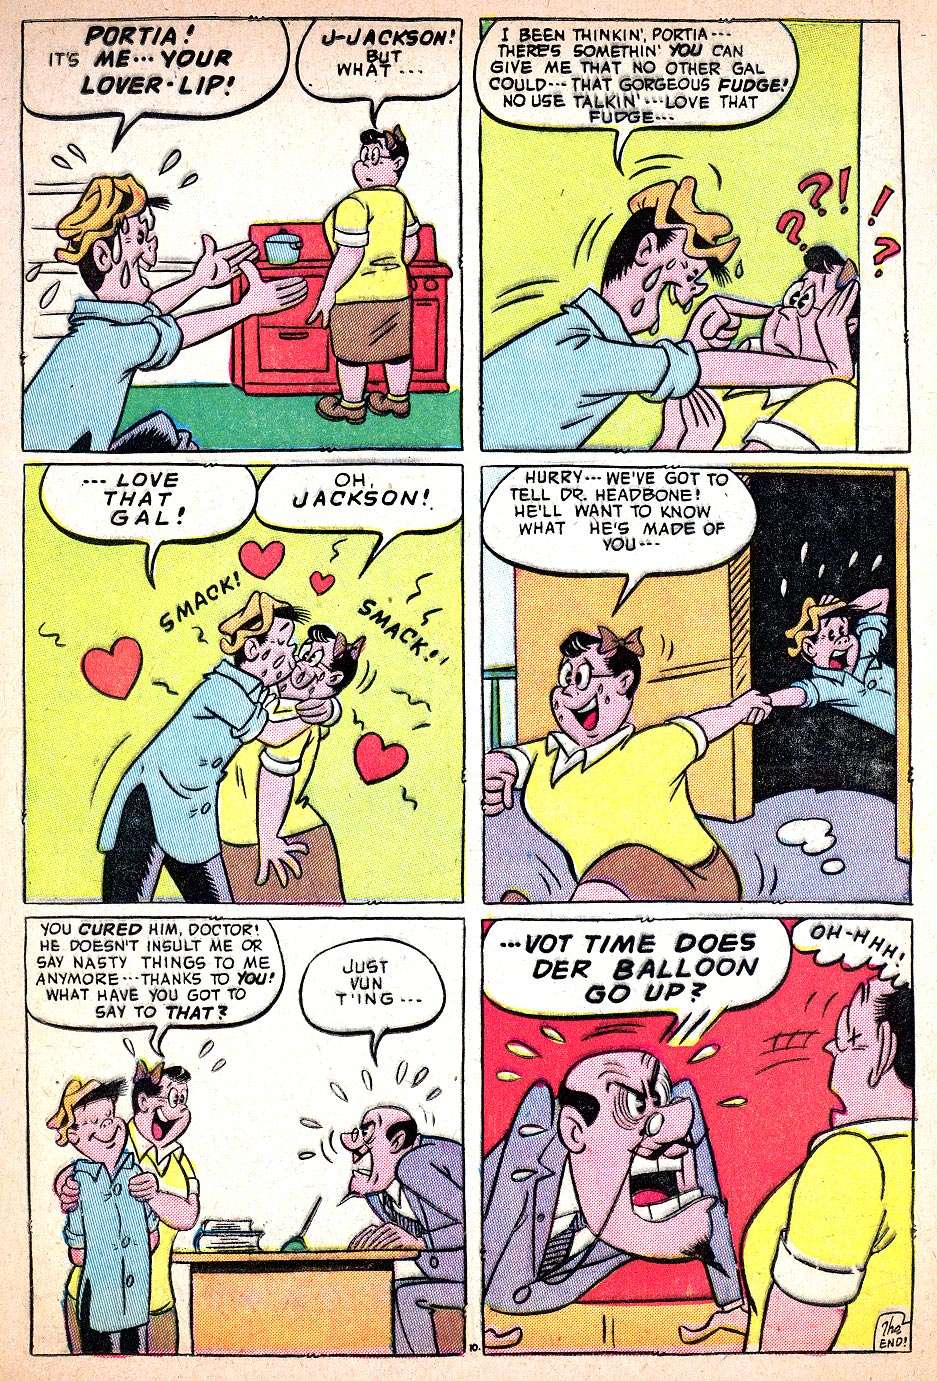 PORTIA!
IT'S ME--- YOUR
LOVER-LIP!
J-JACKSON!
BUT
WHAT ---
I BEEN THINKIN', PORTIA---
THERE'S SOMETHIN' YOU CAN
GIVE ME THAT NO OTHER GAL
COULD---THAT GORGEOUS FUDGE!
NO USE TALKIN'---LOVE THAT
FUDGE---
??! !?
--- LOVE
THAT
GAL!
OH,
JACKSON!
SMACK!
SMACK!
HURRY--- WE'VE GOT TO
TELL DR. HEADBONE!
HE'LL WANT TO KNOW
WHAT HE'S MADE OF
YOU---
YOU CURED HIM, DOCTOR!
HE DOESN'T INSULT ME OR
SAY NASTY THINGS TO ME
ANYMORE---THANKS TO YOU!
WHAT HAVE YOU GOT TO
SAY TO THAT?
JUST
VUN
T'ING---
---VOT TIME DOES
DER BALLOON
GO UP?
OH-H-HH!
The
END!
10.